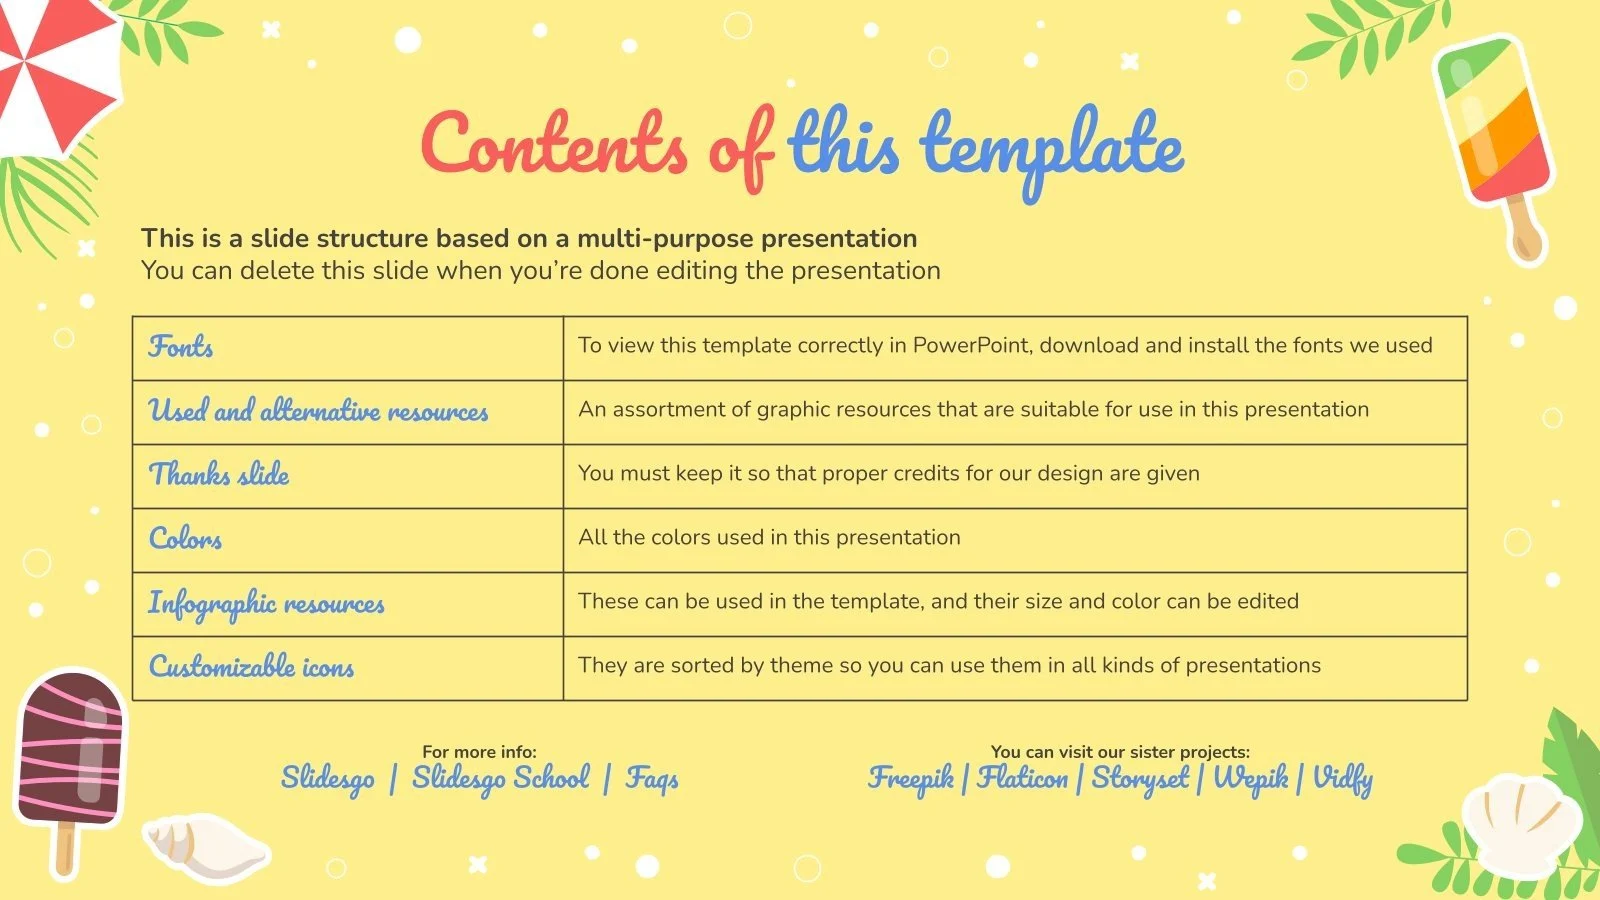 Contents of this template
This is a slide structure based on a multi-purpose presentation
You can delete this slide when you’re done editing the presentation
Fonts
To view this template correctly in PowerPoint, download and install the fonts we used
Used and alternative resources
An assortment of graphic resources that are suitable for use in this presentation
Thanks slide
You must keep it so that proper credits for our design are given
Colors
All the colors used in this presentation
Infographic resources
These can be used in the template, and their size and color can be edited
Customizable icons
They are sorted by theme so you can use them in all kinds of presentations
For more info:
Slidesgo | Slidesgo School | Faqs
You can visit our sister projects:
Freepik | Flaticon | Storyset | Wepik | Vidfy